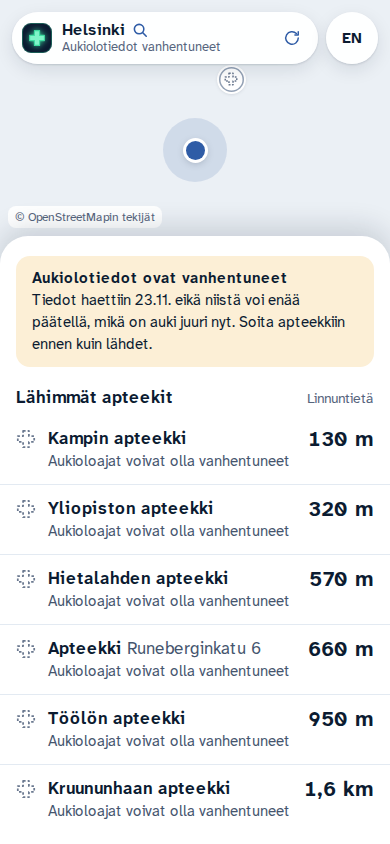 Helsinki
Aukiolotiedot vanhentuneet
EN
© OpenStreetMapin tekijät
Aukiolotiedot ovat vanhentuneet
Tiedot haettiin 23.11. eikä niistä voi enää
päätellä, mikä on auki juuri nyt. Soita apteekkiin
ennen kuin lähdet.
Lähimmät apteekit
Linnuntietä
Kampin apteekki
130 m
Aukioloajat voivat olla vanhentuneet
Yliopiston apteekki
320 m
Aukioloajat voivat olla vanhentuneet
Hietalahden apteekki
570 m
Aukioloajat voivat olla vanhentuneet
Apteekki Runeberginkatu 6
660 m
Aukioloajat voivat olla vanhentuneet
Töölön apteekki
950 m
Aukioloajat voivat olla vanhentuneet
Kruununhaan apteekki
1,6 km
Aukioloajat voivat olla vanhentuneet